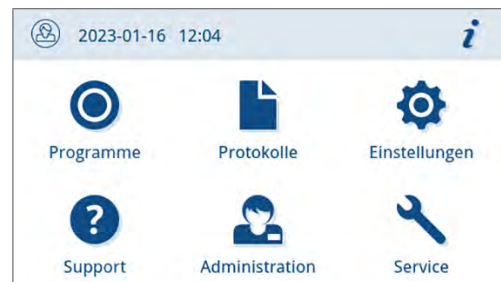 2023-01-16 12:04 i
Programme Protokolle Einstellungen
? 
Support Administration Service